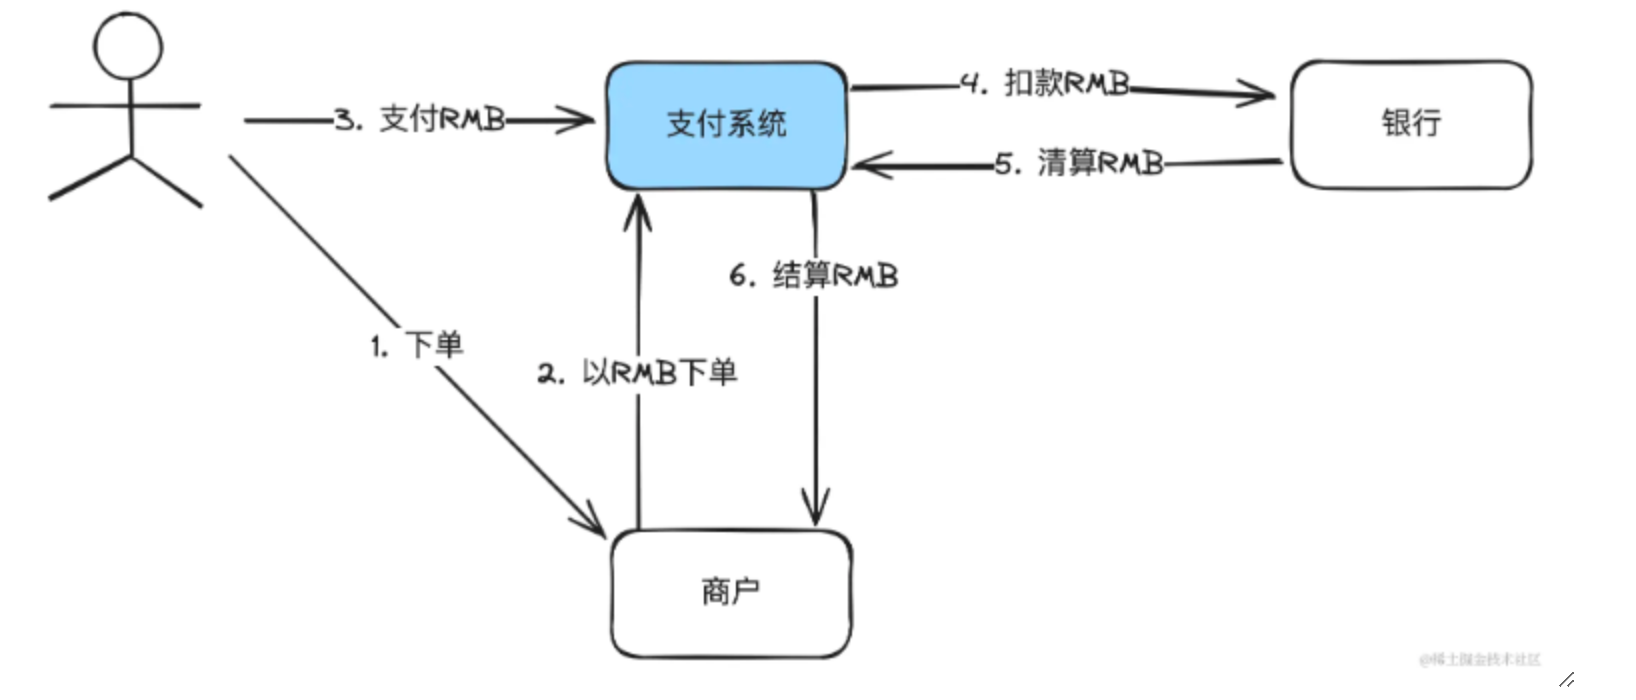 4. 扣款RMB
3. 支付RMB
支付系统
银行
5. 清算RMB
6. 结算RMB
1. 下单
2. 以RMB下单
商户
@稀土掘金技术社区